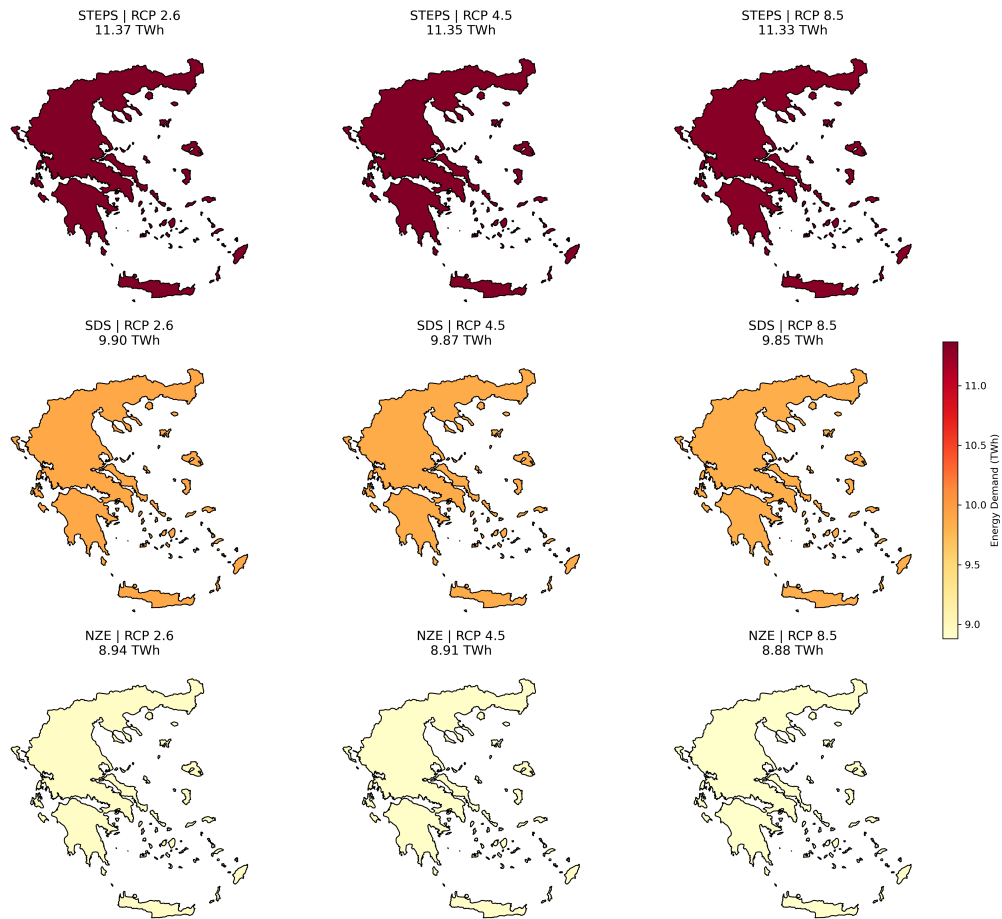 STEPS | RCP 2.6
11.37 TWh
STEPS | RCP 4.5
11.35 TWh
STEPS | RCP 8.5
11.33 TWh
SDS | RCP 2.6
9.90 TWh
SDS | RCP 4.5
9.87 TWh
SDS | RCP 8.5
9.85 TWh
11.0
10.5
10.0
9.5
9.0
Energy Demand (TWh)
NZE | RCP 2.6
8.94 TWh
NZE | RCP 4.5
8.91 TWh
NZE | RCP 8.5
8.88 TWh